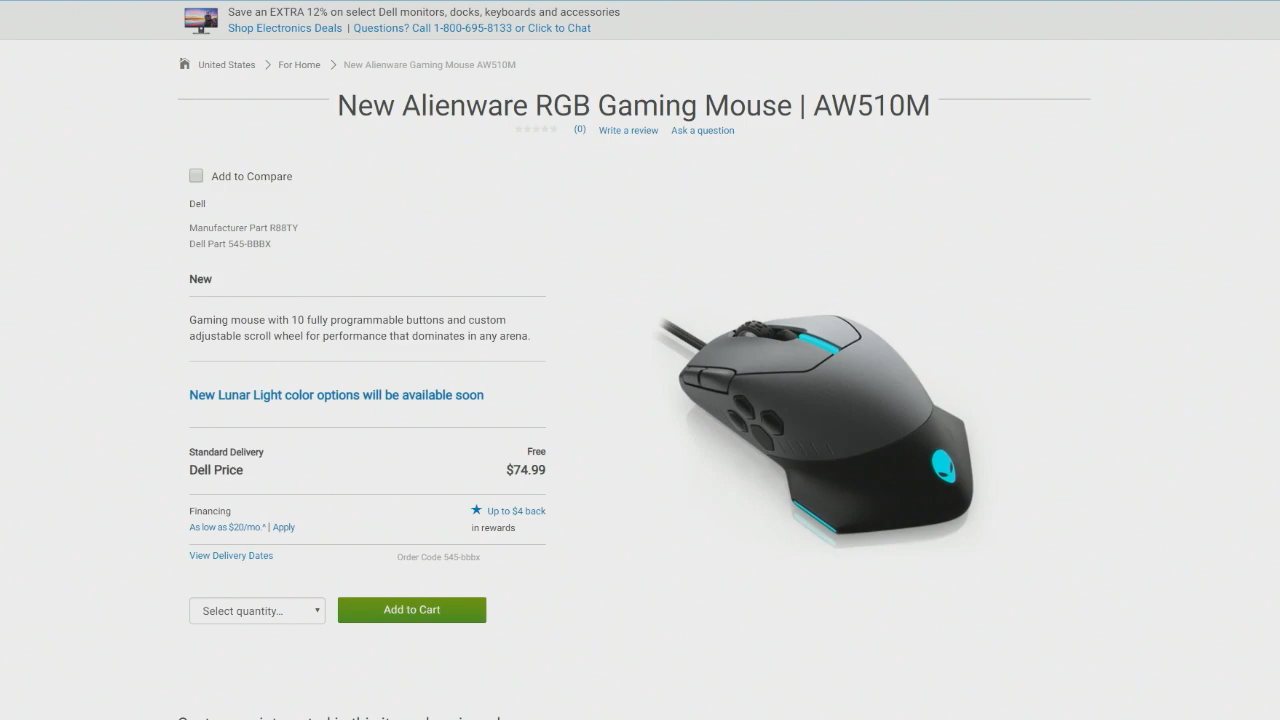 Save an EXTRA 12% on select Dell monitors, docks, keyboards and accessories
Shop Electronics Deals | Questions? Call 1-800-695-8133 or Click to Chat
United States > For Home > New Alienware Gaming Mouse AW510M
New Alienware RGB Gaming Mouse | AW510M
(0) Write a review Ask a question
Add to Compare
Dell
Manufacturer Part R88TY
Dell Part 545-BBBX
New
Gaming mouse with 10 fully programmable buttons and custom
adjustable scroll wheel for performance that dominates in any arena.
New Lunar Light color options will be available soon
Standard Delivery Free
Dell Price $74.99
Financing ★ Up to $4 back
As low as $20/mo.^ | Apply in rewards
View Delivery Dates Order Code 545-bbbx
Select quantity... Add to Cart